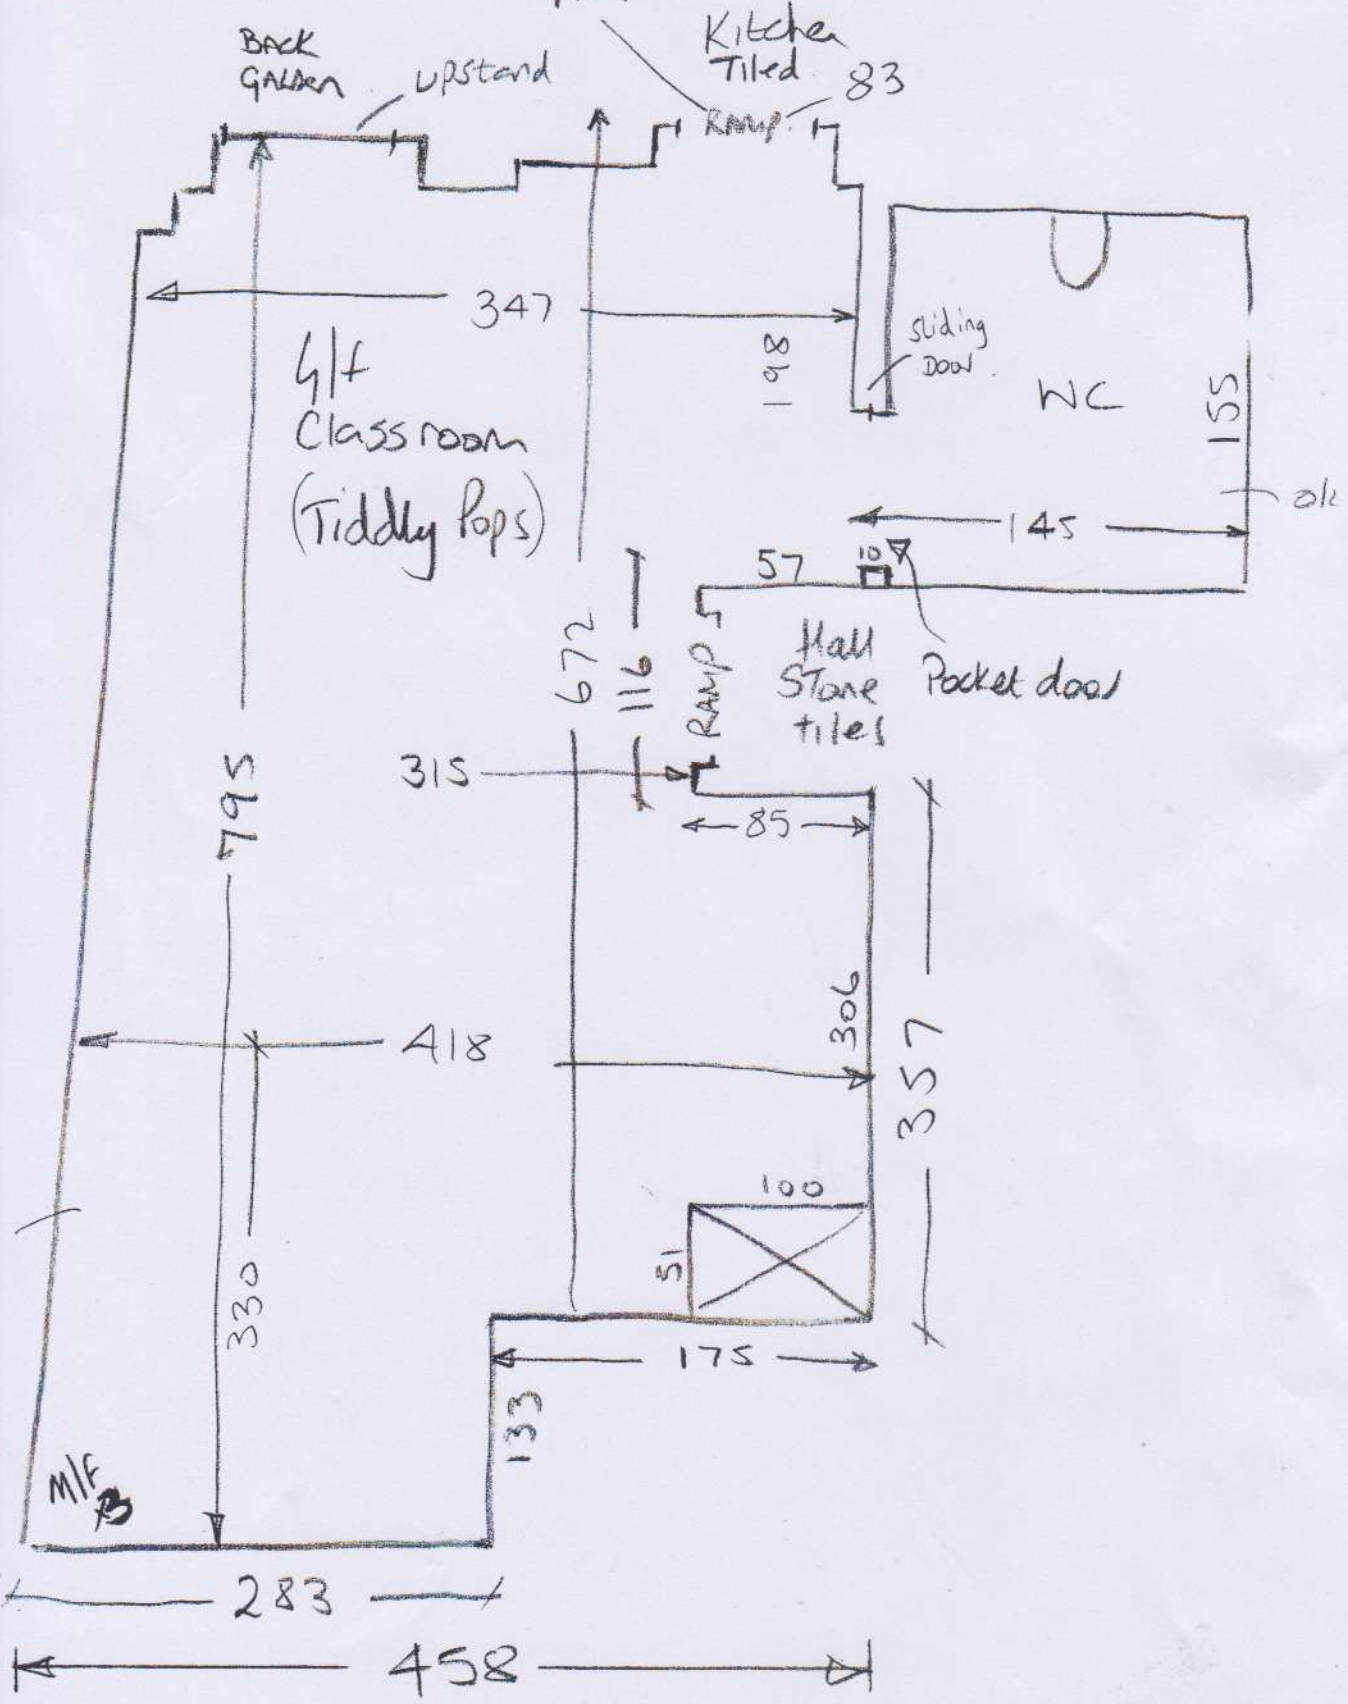 Kitchen
Tiled
BACK
GARDEN
upstand
83
RAMP
347
198
sliding
DOOR
WC
155
G/f
Classroom
(Tiddly Pops)
ok
145
57
10
672
116
RAMP
Hall
Stone
tiles
Pocket door
795
315
85
418
306
357
100
51
330
175
133
M/F
283
458